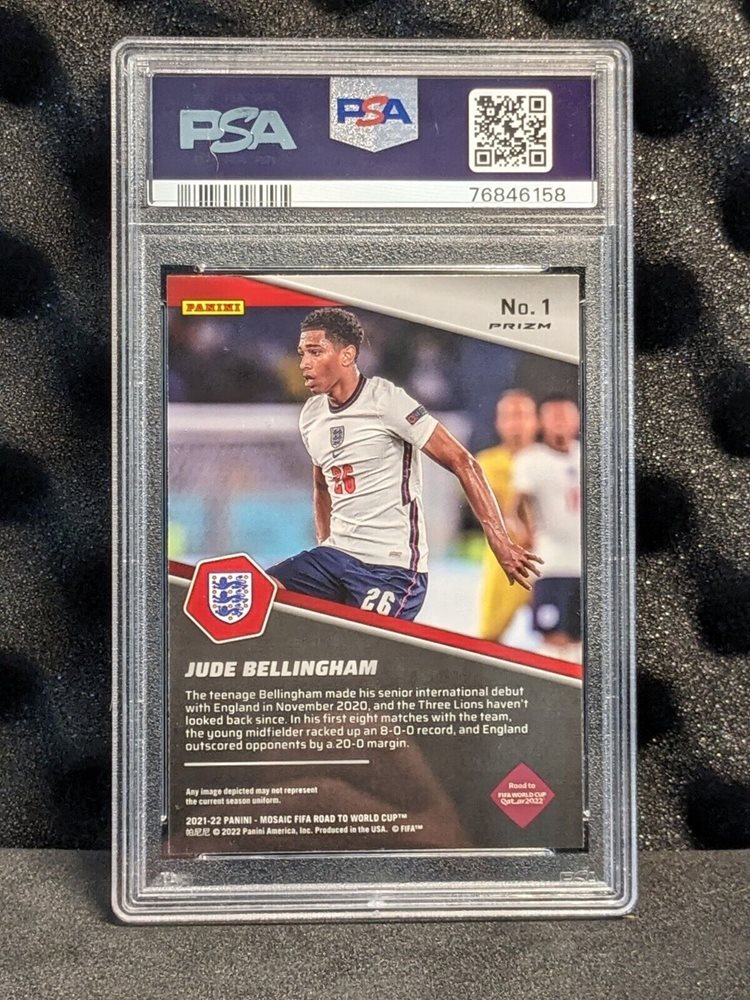 PSA
PSA
76846158
PANINI
No. 1
PRIZM
26
26
JUDE BELLINGHAM
The teenage Bellingham made his senior international debut
with England in November 2020, and the Three Lions haven't
looked back since. In his first eight matches with the team,
the young midfielder racked up an 8-0-0 record, and England
outscored opponents by a 20-0 margin.
Any image depicted may not represent
the current season uniform.
Road to
FIFA WORLD CUP
Qatar2022
2021-22 PANINI - MOSAIC FIFA ROAD TO WORLD CUP™
帕尼尼 © 2022 Panini America, Inc. Produced in the USA. © FIFA™
PSA